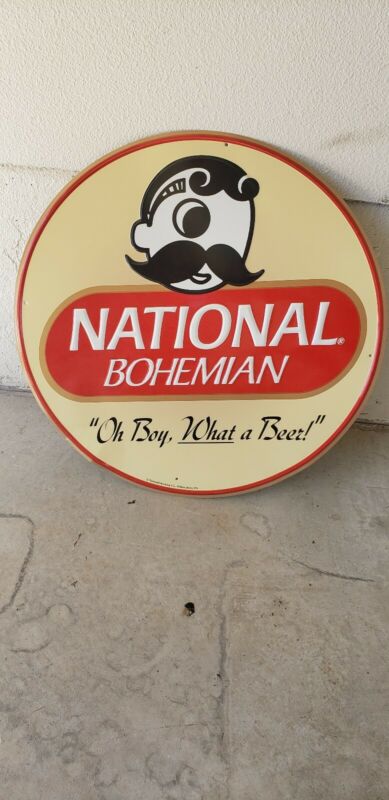 NATIONAL®
BOHEMIAN
"Oh Boy, What a Beer!"